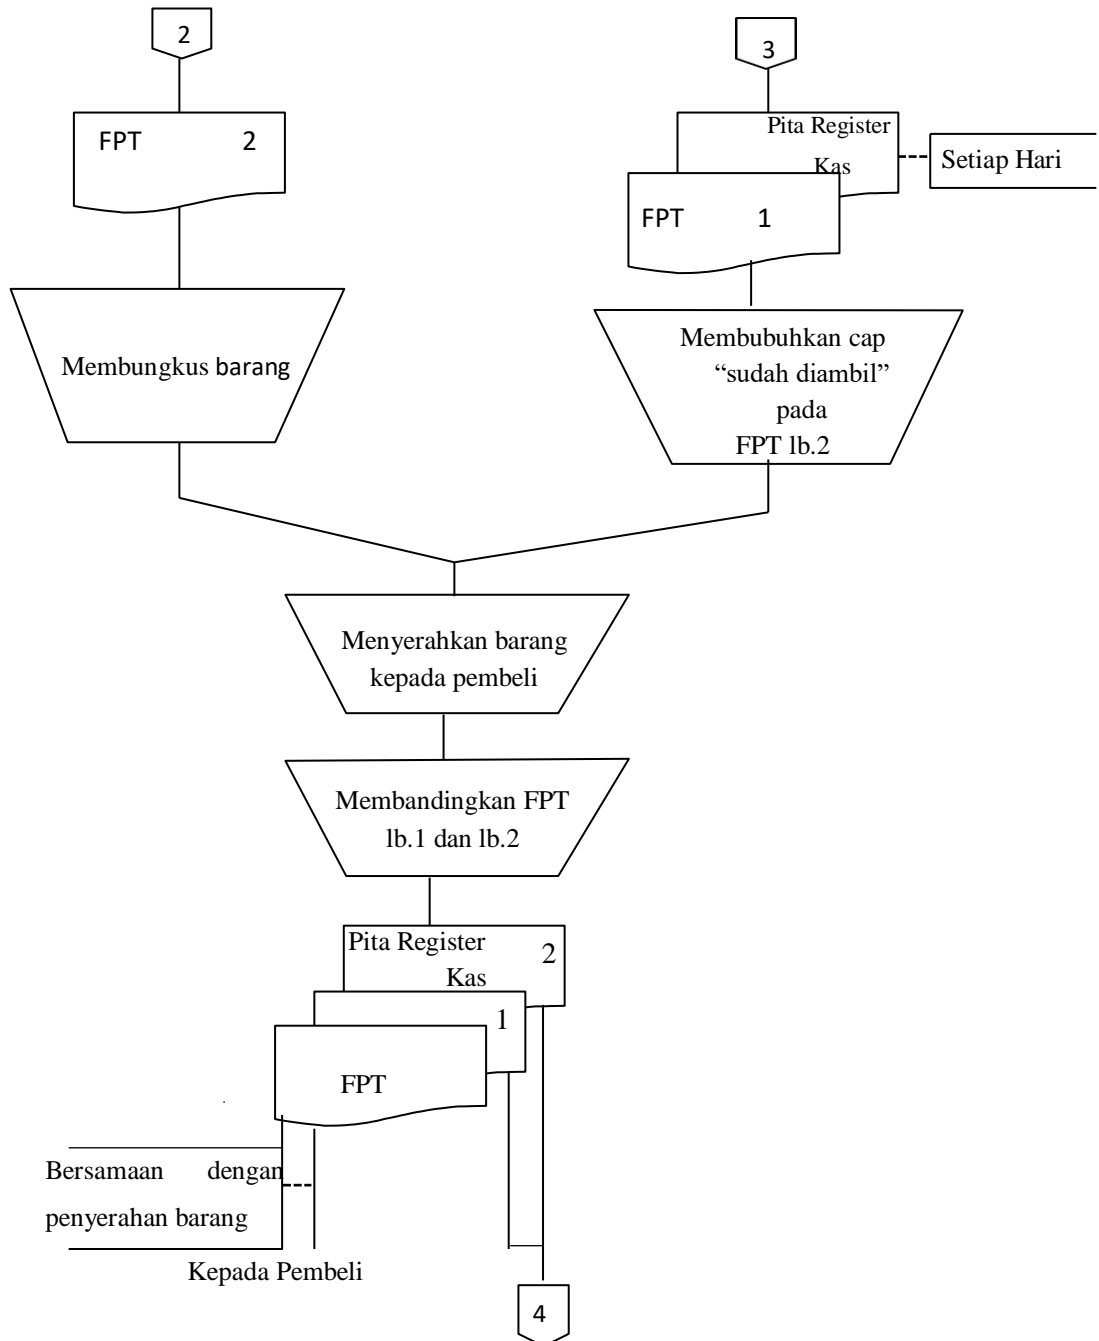 2
FPT 2
Membungkus barang
3
Pita Register
Kas
Setiap Hari
FPT 1
Membubuhkan cap
“sudah diambil”
pada
FPT lb.2
Menyerahkan barang
kepada pembeli
Membandingkan FPT
lb.1 dan lb.2
Pita Register 2
Kas
1
FPT
Bersamaan dengan
penyerahan barang
Kepada Pembeli
4